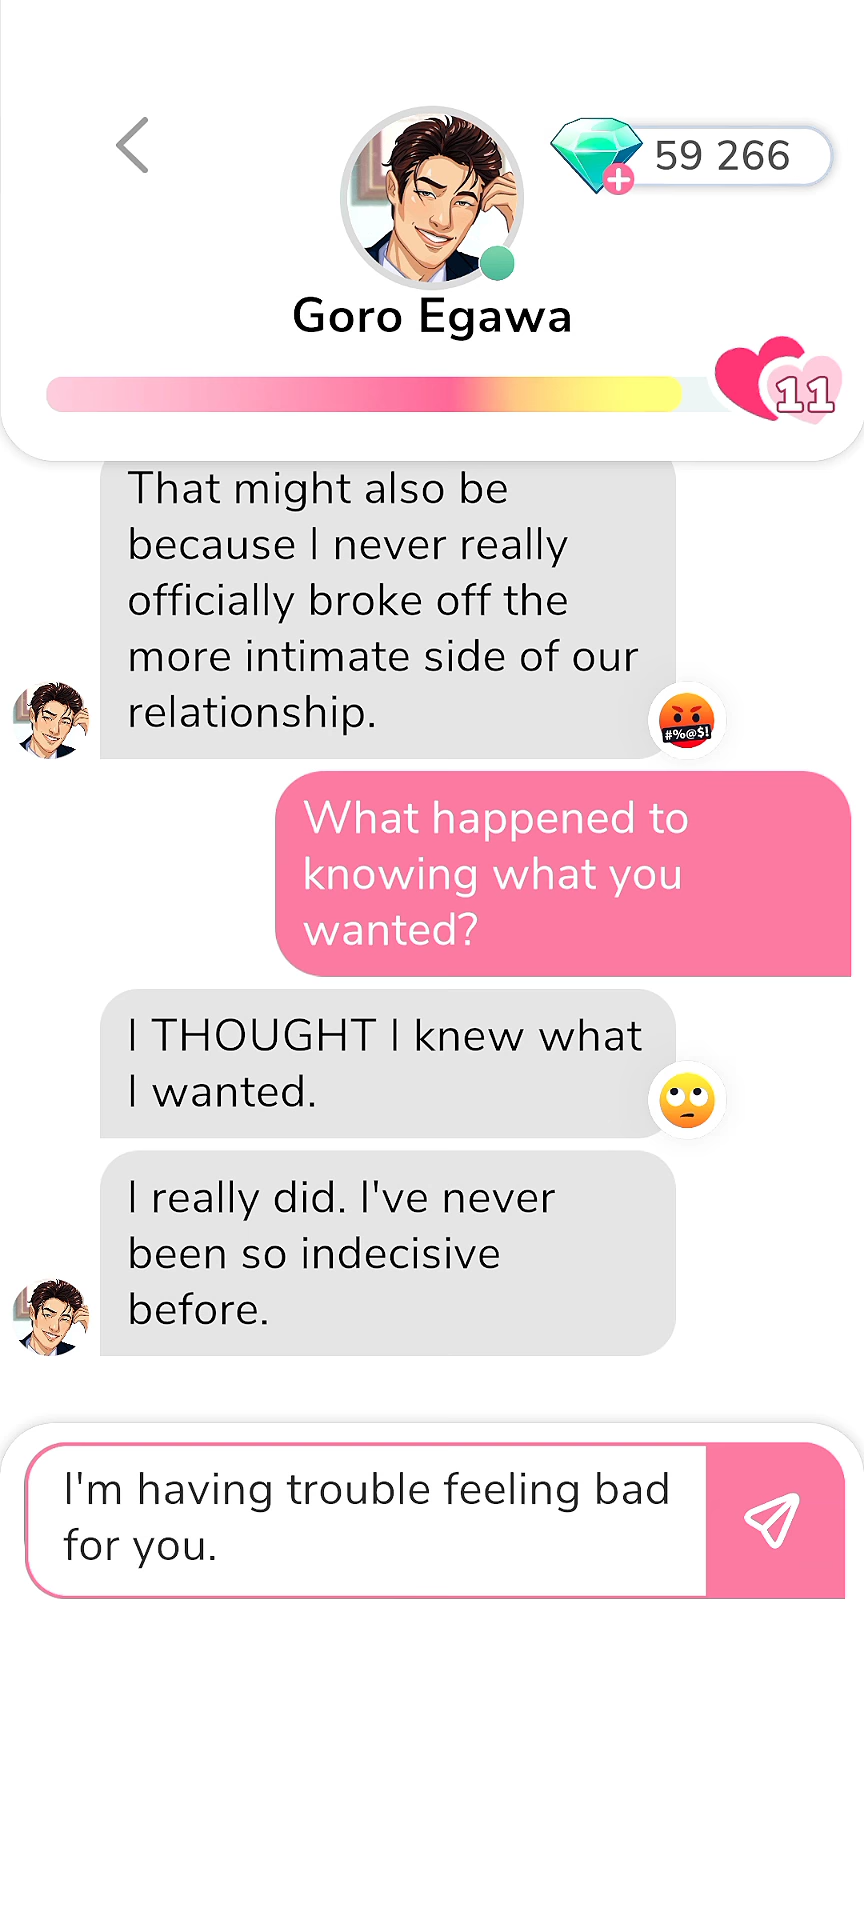 59 266
Goro Egawa
11
That might also be
because I never really
officially broke off the
more intimate side of our
relationship.
#%@$!
What happened to
knowing what you
wanted?
I THOUGHT I knew what
I wanted.
I really did. I've never
been so indecisive
before.
I'm having trouble feeling bad
for you.